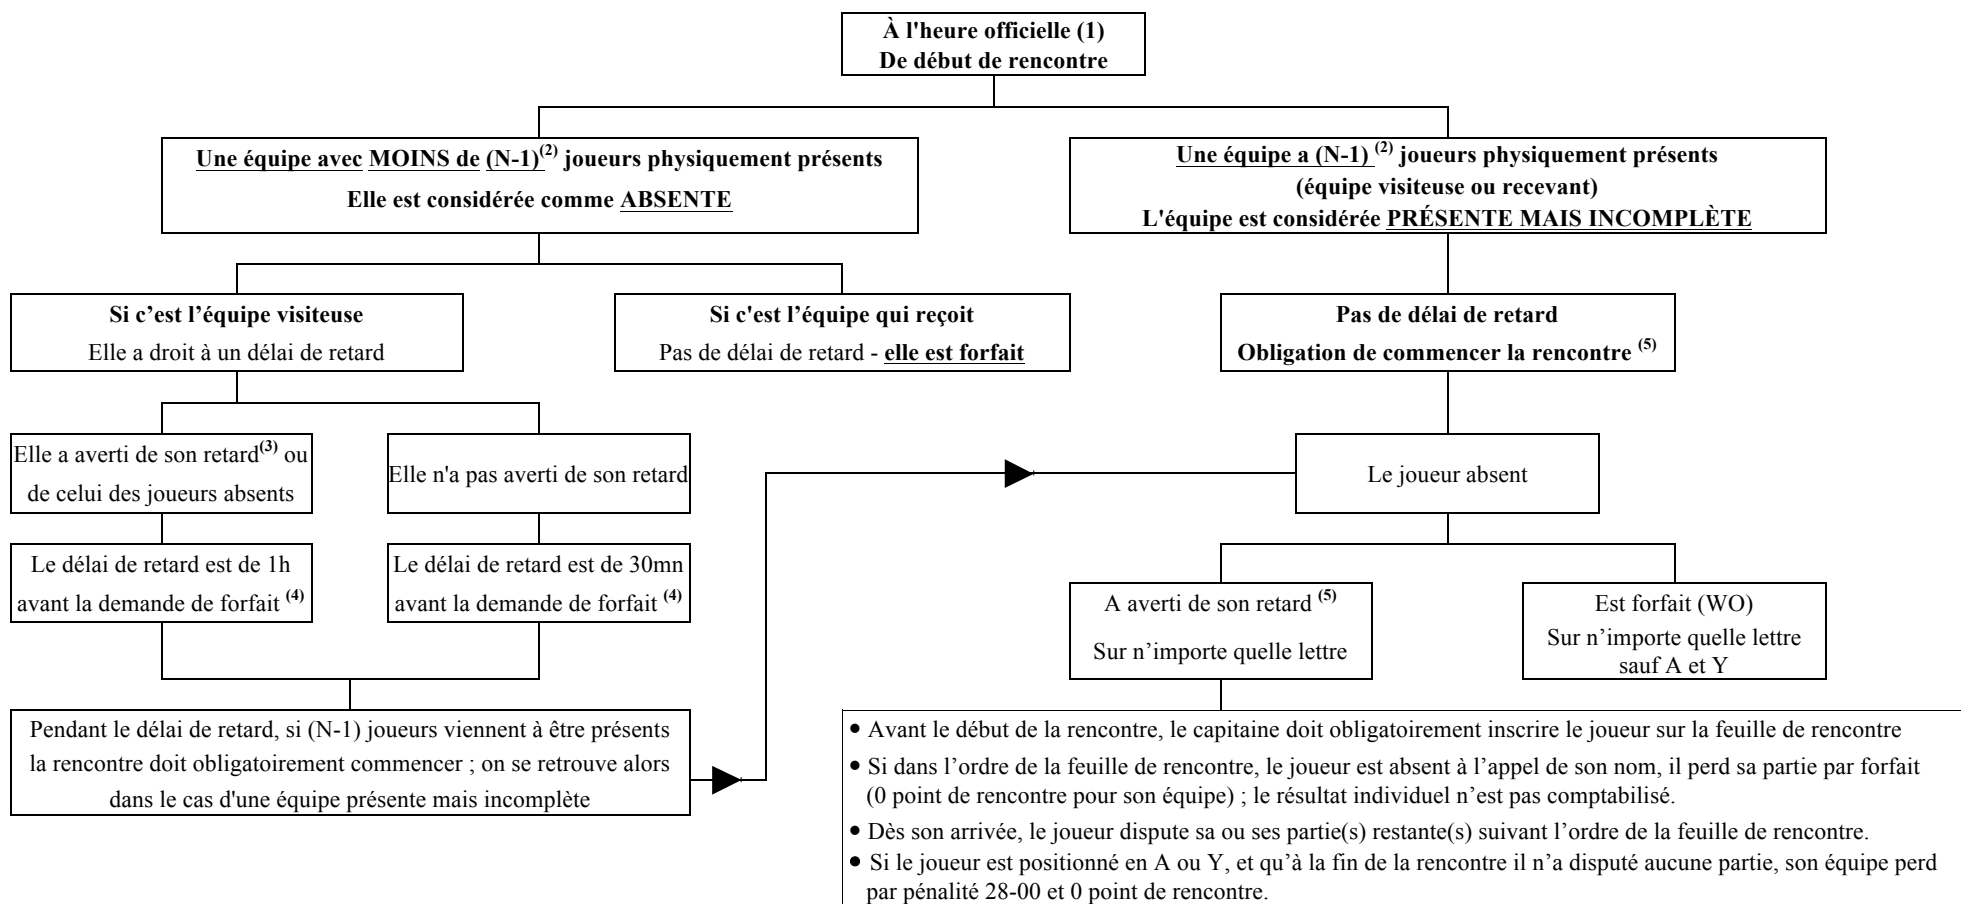 À l'heure officielle (1)
De début de rencontre
Une équipe avec MOINS de (N-1)(2) joueurs physiquement présents
Elle est considérée comme ABSENTE
Une équipe a (N-1) (2) joueurs physiquement présents
(équipe visiteuse ou recevant)
L'équipe est considérée PRÉSENTE MAIS INCOMPLÈTE
Si c’est l’équipe visiteuse
Elle a droit à un délai de retard
Si c'est l’équipe qui reçoit
Pas de délai de retard - elle est forfait
Pas de délai de retard
Obligation de commencer la rencontre (5)
Elle a averti de son retard(3) ou
de celui des joueurs absents
Elle n'a pas averti de son retard
Le joueur absent
Le délai de retard est de 1h
avant la demande de forfait (4)
Le délai de retard est de 30mn
avant la demande de forfait (4)
A averti de son retard (5)
Sur n’importe quelle lettre
Est forfait (WO)
Sur n’importe quelle lettre
sauf A et Y
Pendant le délai de retard, si (N-1) joueurs viennent à être présents
la rencontre doit obligatoirement commencer ; on se retrouve alors
dans le cas d'une équipe présente mais incomplète
• Avant le début de la rencontre, le capitaine doit obligatoirement inscrire le joueur sur la feuille de rencontre
• Si dans l’ordre de la feuille de rencontre, le joueur est absent à l’appel de son nom, il perd sa partie par forfait
(0 point de rencontre pour son équipe) ; le résultat individuel n’est pas comptabilisé.
• Dès son arrivée, le joueur dispute sa ou ses partie(s) restante(s) suivant l’ordre de la feuille de rencontre.
• Si le joueur est positionné en A ou Y, et qu’à la fin de la rencontre il n’a disputé aucune partie, son équipe perd
par pénalité 28-00 et 0 point de rencontre.